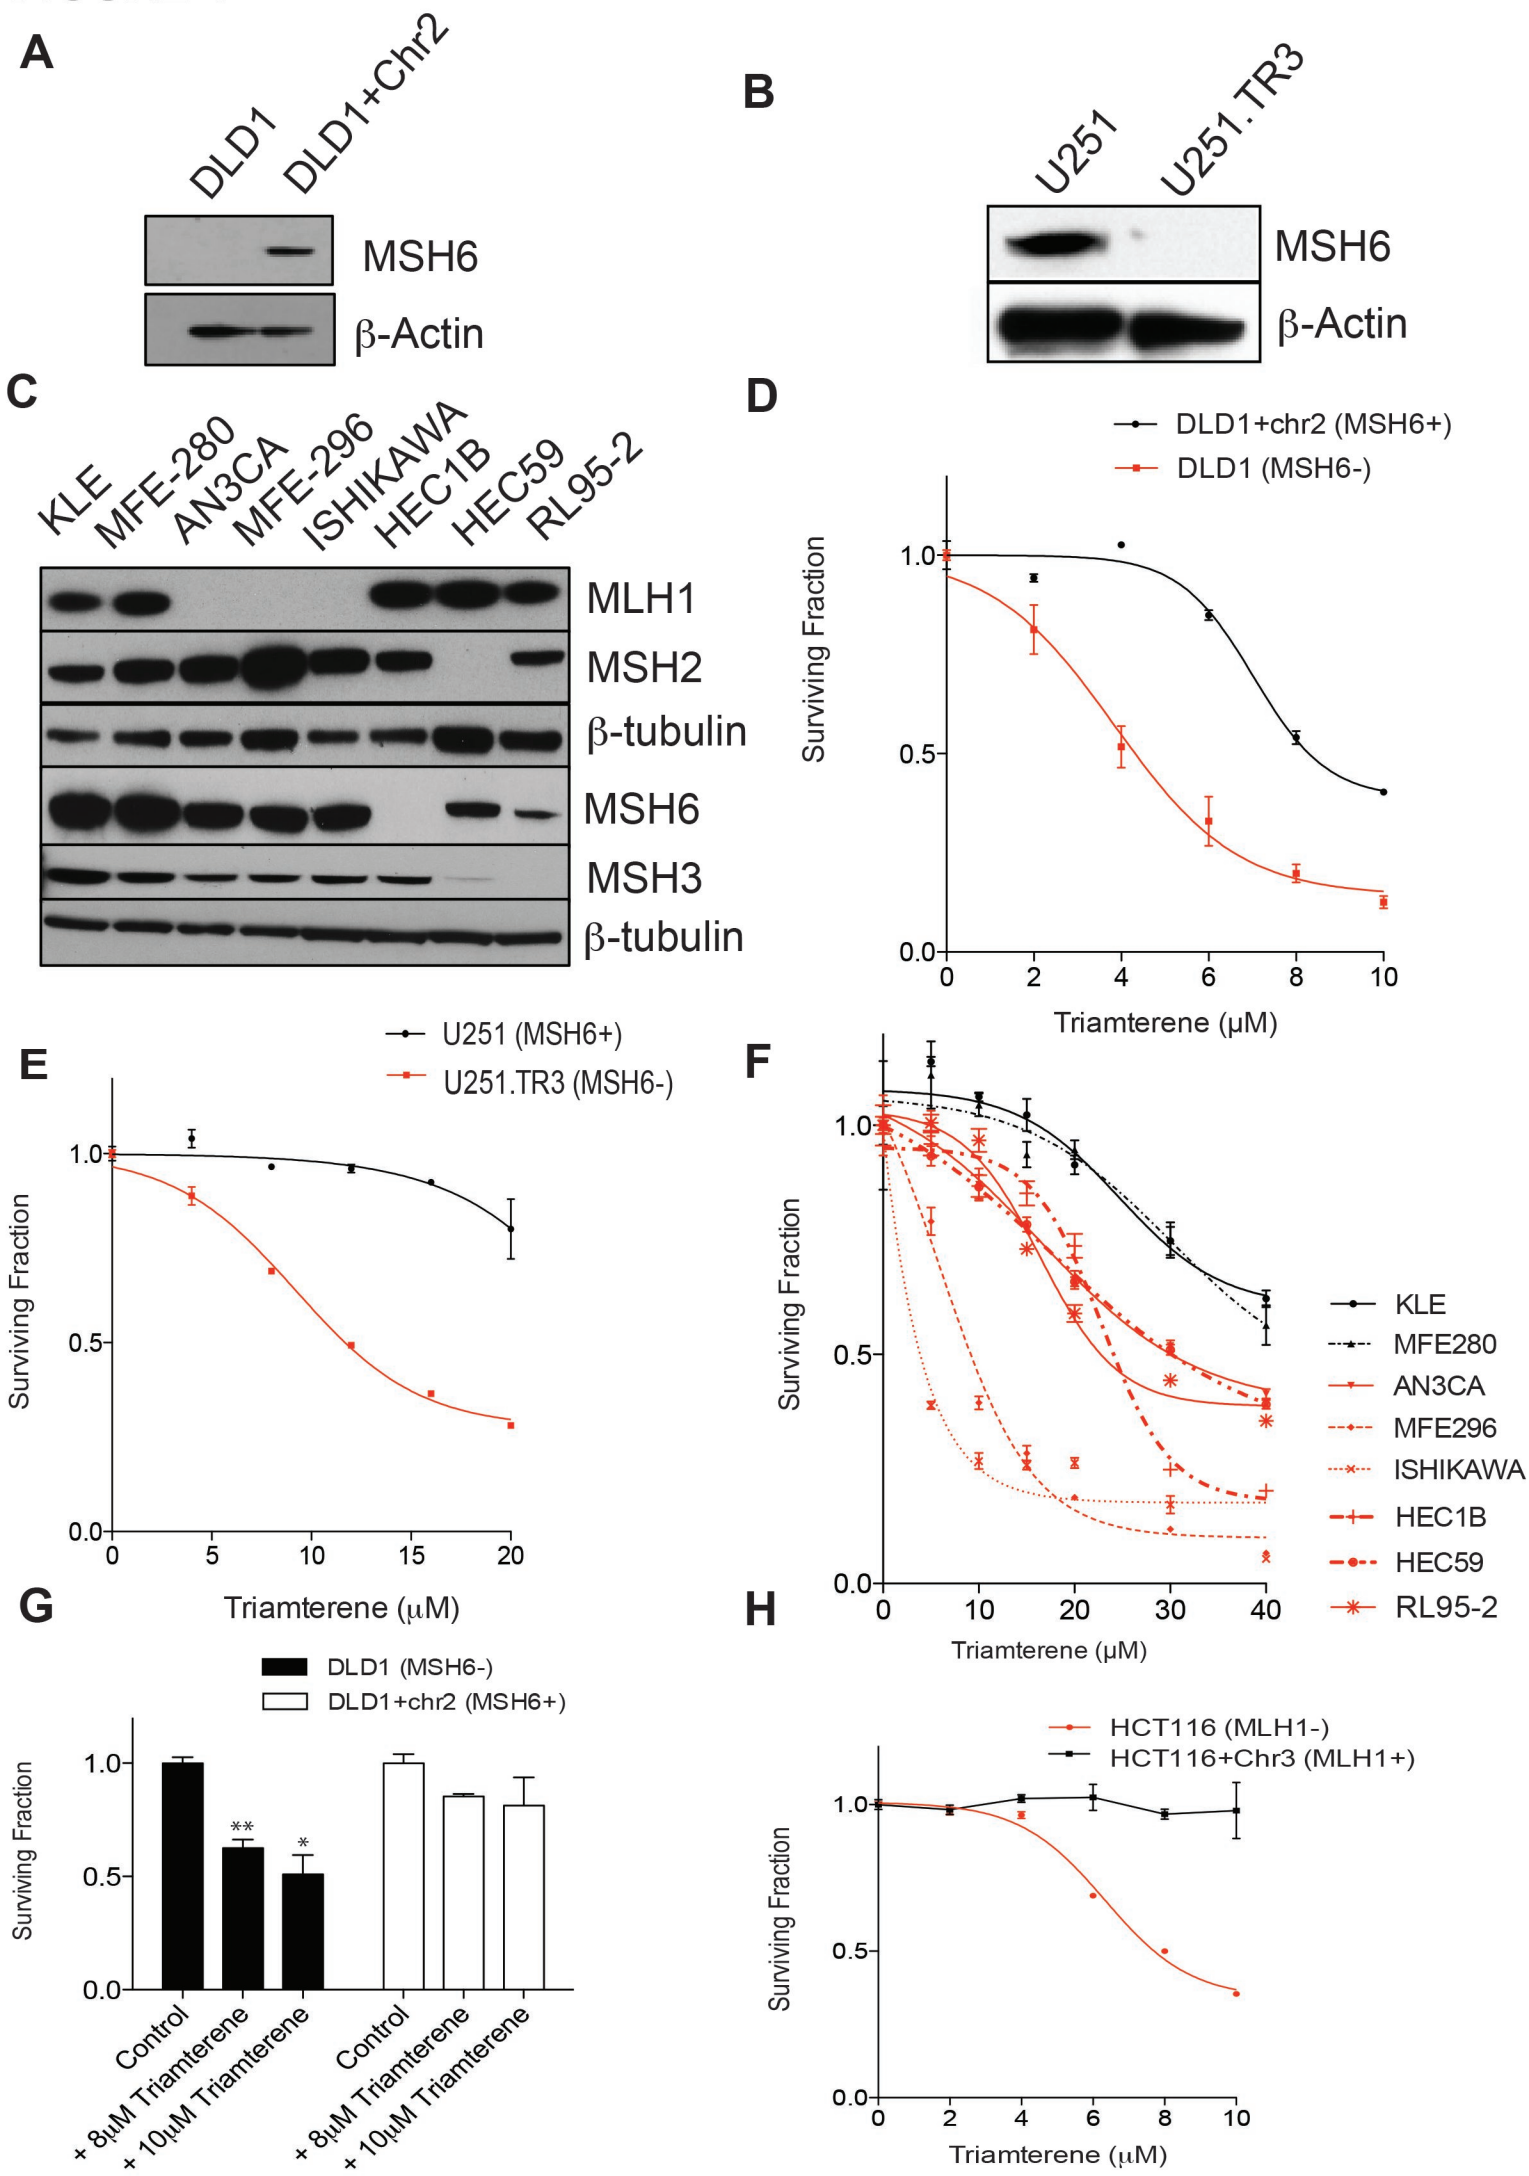 A
DLD1
DLD1+Chr2
MSH6
β-Actin
B
U251
U251.TR3
MSH6
β-Actin
C
KLE
MFE-280
AN3CA
MFE-296
ISHIKAWA
HEC1B
HEC59
RL95-2
MLH1
MSH2
β-tubulin
MSH6
MSH3
β-tubulin
D
DLD1+chr2 (MSH6+)
DLD1 (MSH6-)
Surviving Fraction
1.0
0.5
0.0
0 2 4 6 8 10
Triamterene (µM)
E
U251 (MSH6+)
U251.TR3 (MSH6-)
Surviving Fraction
1.0
0.5
0.0
0 5 10 15 20
Triamterene (µM)
F
Surviving Fraction
1.0
0.5
0.0
0 10 20 30 40
Triamterene (µM)
KLE
MFE280
AN3CA
MFE296
ISHIKAWA
HEC1B
HEC59
RL95-2
G
DLD1 (MSH6-)
DLD1+chr2 (MSH6+)
Surviving Fraction
1.0
0.5
0.0
**
*
Control
+ 8µM Triamterene
+ 10µM Triamterene
Control
+ 8µM Triamterene
+ 10µM Triamterene
H
HCT116 (MLH1-)
HCT116+Chr3 (MLH1+)
Surviving Fraction
1.0
0.5
0.0
0 2 4 6 8 10
Triamterene (µM)